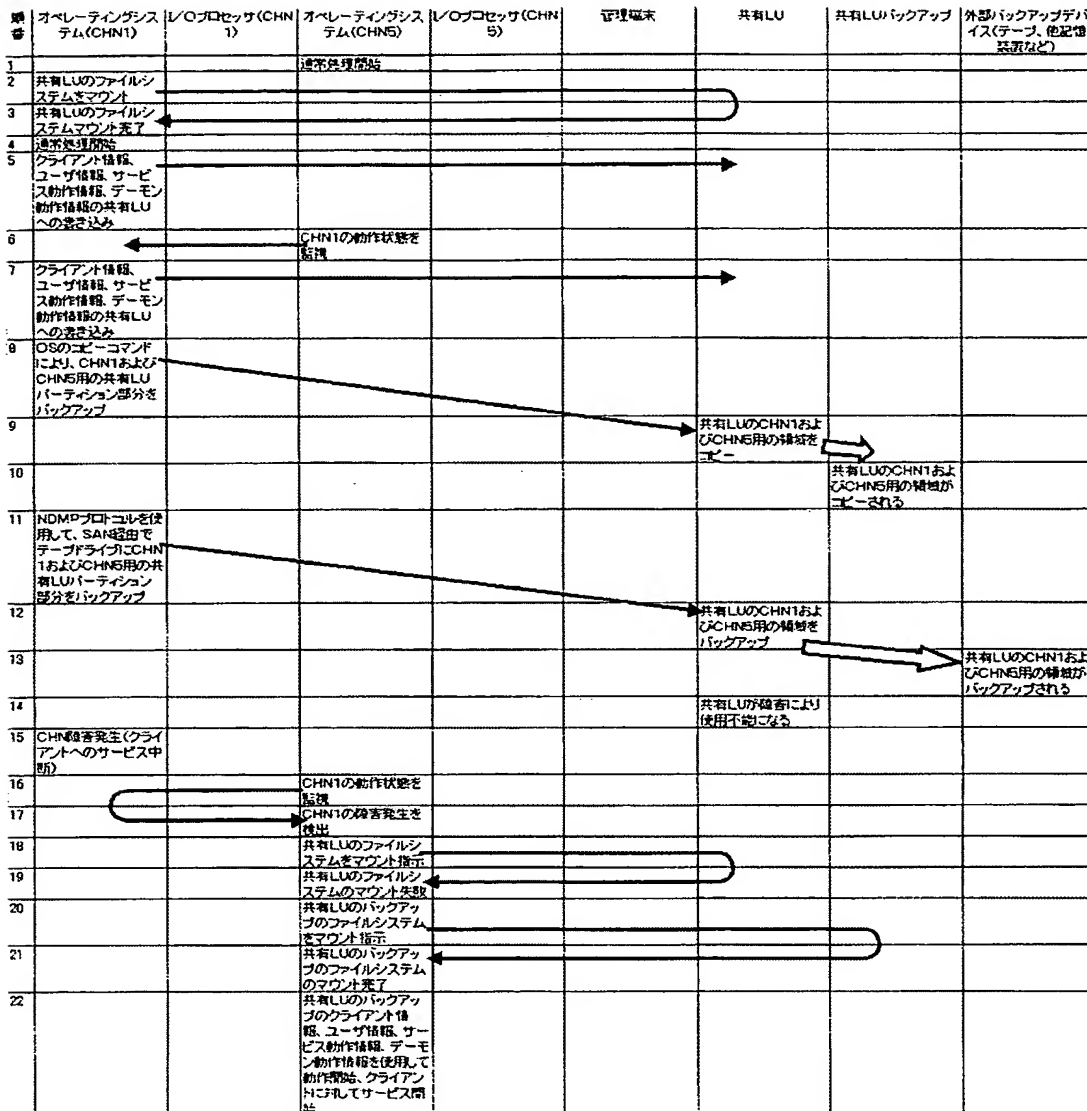 順番
オペレーティングシステム(CHN1)
I/Oプロセッサ(CHN1)
オペレーティングシステム(CHN5)
I/Oプロセッサ(CHN5)
管理端末
共有LU
共有LUバックアップ
外部バックアップデバイス(テープ、他記憶装置など)
1
通常処理開始
2
共有LUのファイルシ
ステムをマウント
3
共有LUのファイルシ
ステムマウント完了
4
通常処理開始
5
クライアント情報、
ユーザ情報、サービ
ス動作情報、デーモン
動作情報の共有LU
への書き込み
6
CHN1の動作状態を
監視
7
クライアント情報、
ユーザ情報、サービ
ス動作情報、デーモン
動作情報の共有LU
への書き込み
8
OSのコピーコマンド
により、CHN1および
CHN5用の共有LU
パーティション部分を
バックアップ
9
共有LUのCHN1およ
びCHN5用の領域を
コピー
10
共有LUのCHN1およ
びCHN5用の領域が
コピーされる
11
NDMPプロトコルを使
用して、SAN経由で
テープドライブにCHN
1およびCHN5用の共
有LUパーティション
部分をバックアップ
12
共有LUのCHN1およ
びCHN5用の領域を
バックアップ
13
共有LUのCHN1およ
びCHN5用の領域が
バックアップされる
14
共有LUが障害により
使用不能になる
15
CHN障害発生(クライ
アントへのサービス中
断)
16
CHN1の動作状態を
監視
17
CHN1の障害発生を
検出
18
共有LUのファイルシ
ステムをマウント指示
19
共有LUのファイルシ
ステムのマウント失敗
20
共有LUのバックアッ
プのファイルシステム
をマウント指示
21
共有LUのバックアッ
プのファイルシステム
のマウント完了
22
共有LUのバックアッ
プのクライアント情
報、ユーザ情報、サー
ビス動作情報、デーモ
ン動作情報を使用して
動作開始、クライアン
トに対してサービス開
始